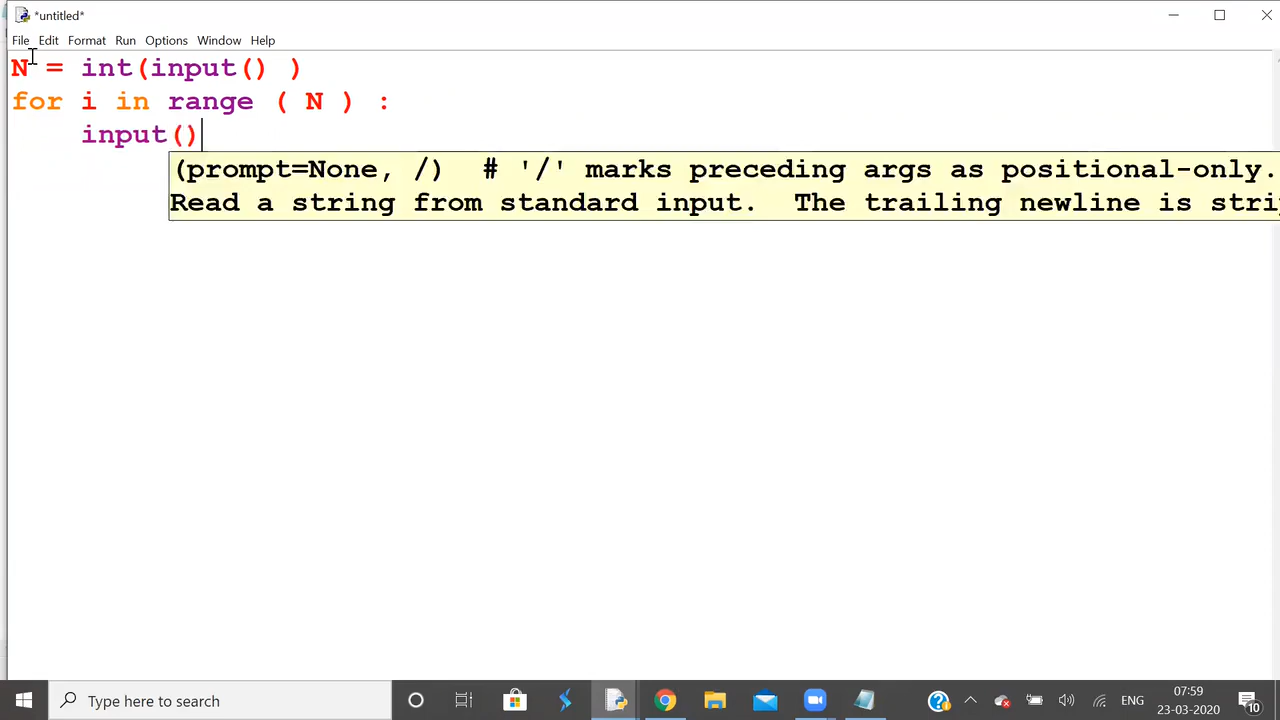 *untitled*
File Edit Format Run Options Window Help
N = int(input() )
for i in range ( N ) :
input()
(prompt=None, /) # '/' marks preceding args as positional-only.
Read a string from standard input. The trailing newline is strip
Type here to search
ENG
07:59
23-03-2020
10